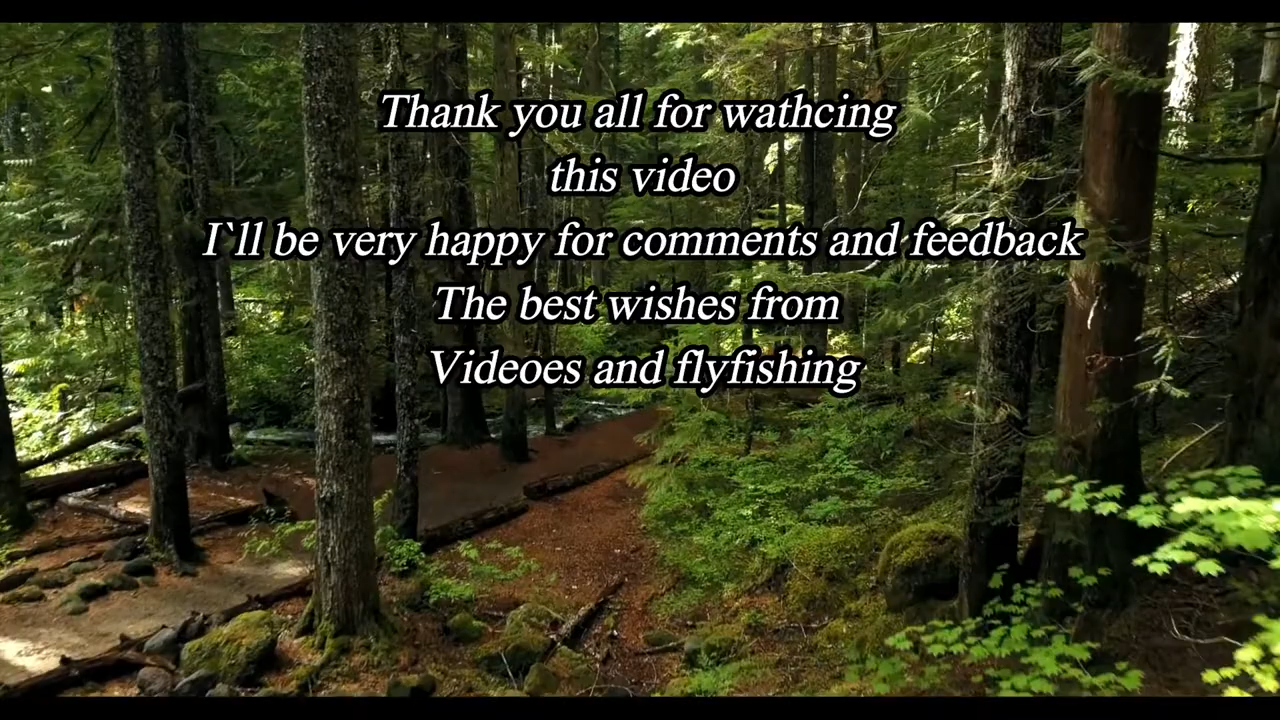 Thank you all for wathcing
this video
I`ll be very happy for comments and feedback
The best wishes from
Videoes and flyfishing